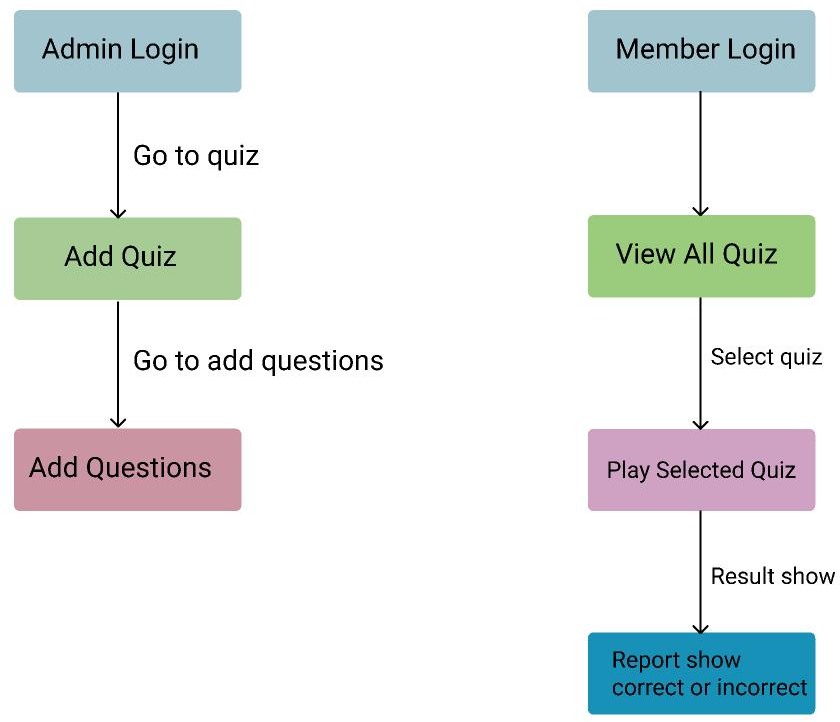 Admin Login
Go to quiz
Add Quiz
Go to add questions
Add Questions
Member Login
View All Quiz
Select quiz
Play Selected Quiz
Result show
Report show
correct or incorrect